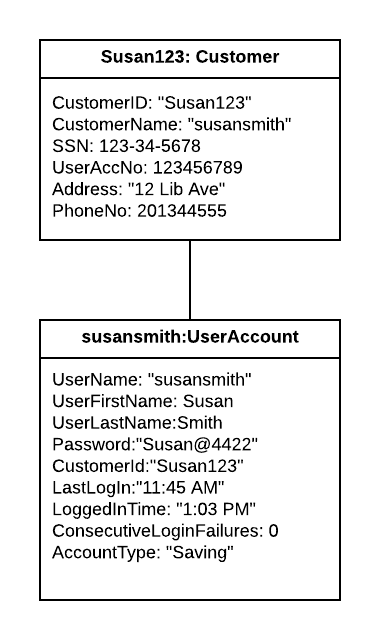 Susan123: Customer
CustomerID: "Susan123"
CustomerName: "susansmith"
SSN: 123-34-5678
UserAccNo: 123456789
Address: "12 Lib Ave"
PhoneNo: 201344555
susansmith:UserAccount
UserName: "susansmith"
UserFirstName: Susan
UserLastName:Smith
Password:"Susan@4422"
CustomerId:"Susan123"
LastLogIn:"11:45 AM"
LoggedInTime: "1:03 PM"
ConsecutiveLoginFailures: 0
AccountType: "Saving"